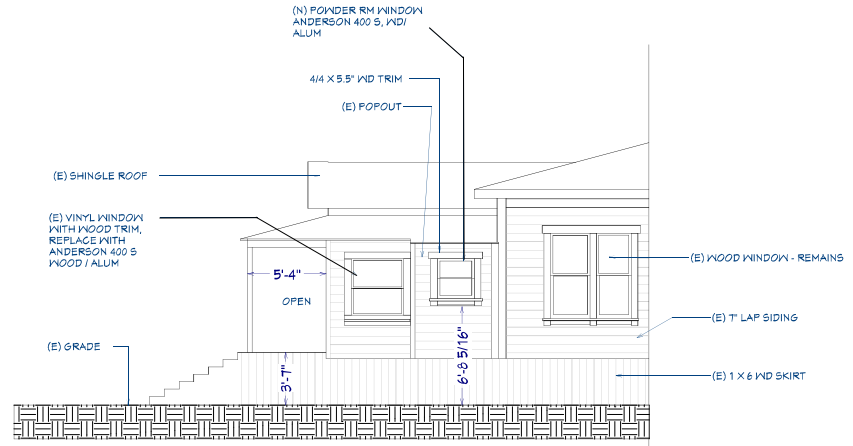 (N) POWDER RM WINDOW
ANDERSON 400 S, WD/
ALUM
4/4 X 5.5" WD TRIM
(E) POPOUT
(E) SHINGLE ROOF
(E) VINYL WINDOW
WITH WOOD TRIM,
REPLACE WITH
ANDERSON 400 S
WOOD / ALUM
5'-4"
OPEN
(E) WOOD WINDOW - REMAINS
(E) 7" LAP SIDING
(E) GRADE
3'-7"
6'-8 5/16"
(E) 1 X 6 WD SKIRT